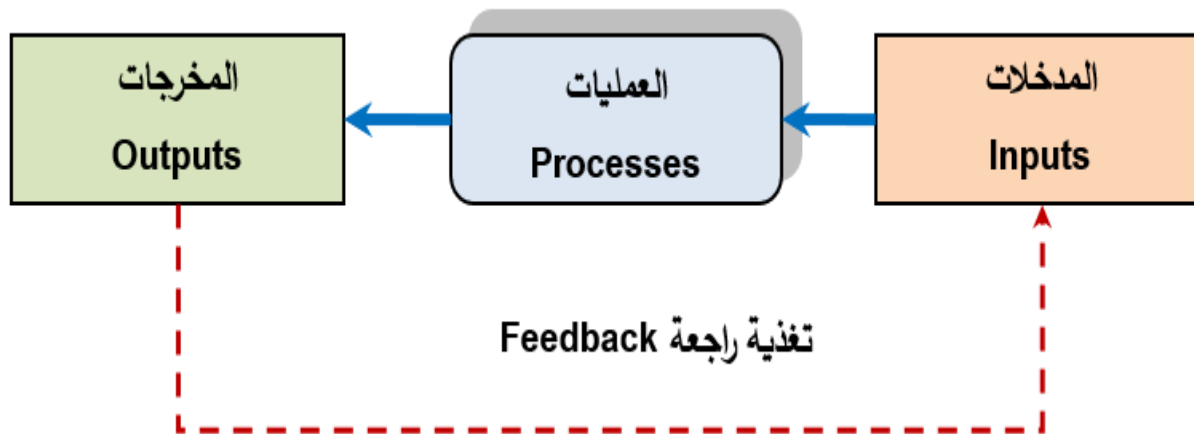 المدخلات
Inputs
العمليات
Processes
المخرجات
Outputs
تغذية راجعة Feedback